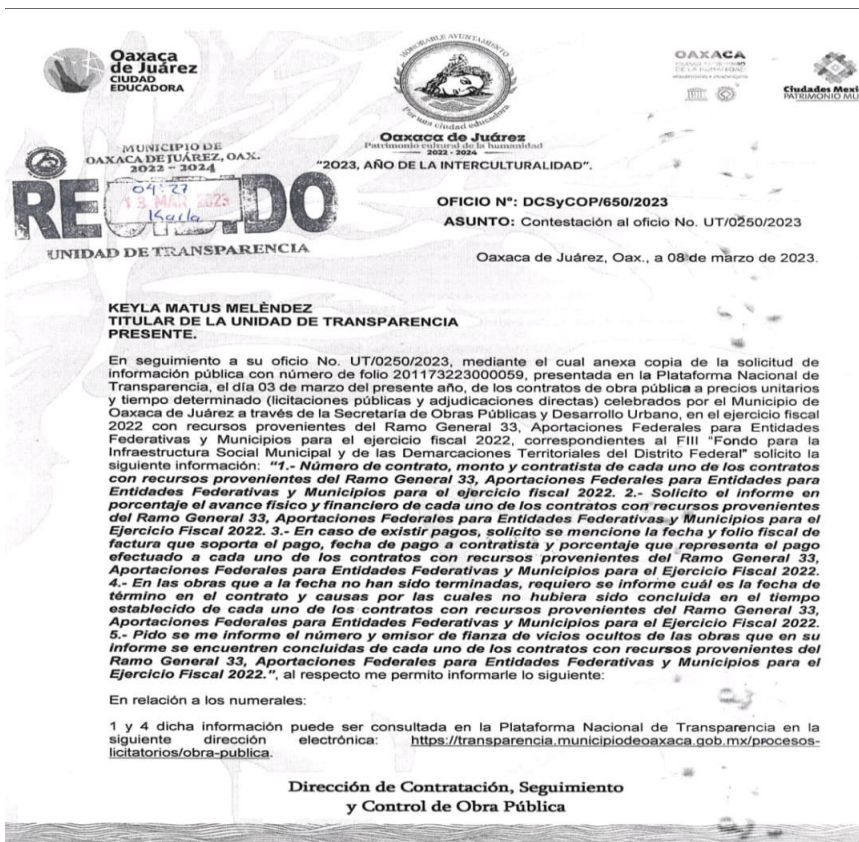 Oaxaca
de Juárez
CIUDAD
EDUCADORA
HONORABLE AYUNTAMIENTO
Por una ciudad educadora
Oaxaca de Juárez
Patrimonio cultural de la humanidad
2022 - 2024
OAXACA
Ciudades Mexi
PATRIMONIO MU
MUNICIPIO DE
OAXACA DE JUÁREZ, OAX.
2022 - 2024
"2023, AÑO DE LA INTERCULTURALIDAD".
04:27
13 MAR 2023
Karla
UNIDAD DE TRANSPARENCIA
OFICIO Nº: DCSyCOP/650/2023
ASUNTO: Contestación al oficio No. UT/0250/2023
Oaxaca de Juárez, Oax., a 08 de marzo de 2023.
KEYLA MATUS MELÈNDEZ
TITULAR DE LA UNIDAD DE TRANSPARENCIA
PRESENTE.
En seguimiento a su oficio No. UT/0250/2023, mediante el cual anexa copia de la solicitud de
información pública con número de folio 201173223000059, presentada en la Plataforma Nacional de
Transparencia, el día 03 de marzo del presente año, de los contratos de obra pública a precios unitarios
y tiempo determinado (licitaciones públicas y adjudicaciones directas) celebrados por el Municipio de
Oaxaca de Juárez a través de la Secretaría de Obras Públicas y Desarrollo Urbano, en el ejercicio fiscal
2022 con recursos provenientes del Ramo General 33, Aportaciones Federales para Entidades
Federativas y Municipios para el ejercicio fiscal 2022, correspondientes al FIII "Fondo para la
Infraestructura Social Municipal y de las Demarcaciones Territoriales del Distrito Federal" solicito la
siguiente información: "1.- Número de contrato, monto y contratista de cada uno de los contratos
con recursos provenientes del Ramo General 33, Aportaciones Federales para Entidades para
Entidades Federativas y Municipios para el ejercicio fiscal 2022. 2.- Solicito el informe en
porcentaje el avance físico y financiero de cada uno de los contratos con recursos provenientes
del Ramo General 33, Aportaciones Federales para Entidades Federativas y Municipios para el
Ejercicio Fiscal 2022. 3.- En caso de existir pagos, solicito se mencione la fecha y folio fiscal de
factura que soporta el pago, fecha de pago a contratista y porcentaje que representa el pago
efectuado a cada uno de los contratos con recursos provenientes del Ramo General 33,
Aportaciones Federales para Entidades Federativas y Municipios para el Ejercicio Fiscal 2022.
4.- En las obras que a la fecha no han sido terminadas, requiero se informe cuál es la fecha de
término en el contrato y causas por las cuales no hubiera sido concluida en el tiempo
establecido de cada uno de los contratos con recursos provenientes del Ramo General 33,
Aportaciones Federales para Entidades Federativas y Municipios para el Ejercicio Fiscal 2022.
5.- Pido se me informe el número y emisor de fianza de vicios ocultos de las obras que en su
informe se encuentren concluidas de cada uno de los contratos con recursos provenientes del
Ramo General 33, Aportaciones Federales para Entidades Federativas y Municipios para el
Ejercicio Fiscal 2022.", al respecto me permito informarle lo siguiente:
En relación a los numerales:
1 y 4 dicha información puede ser consultada en la Plataforma Nacional de Transparencia en la
siguiente dirección electrónica: https://transparencia.municipiodeoaxaca.gob.mx/procesos-
licitatorios/obra-publica.
Dirección de Contratación, Seguimiento
y Control de Obra Pública